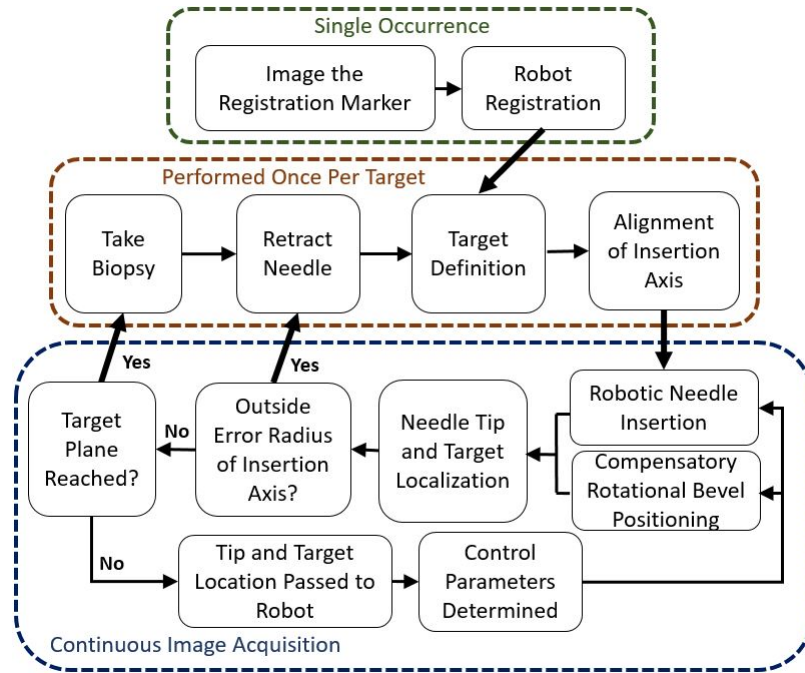 Single Occurrence
Image the
Registration Marker
Robot
Registration
Performed Once Per Target
Take
Biopsy
Retract
Needle
Target
Definition
Alignment
of Insertion
Axis
Yes
Yes
Target
Plane
Reached?
No
Outside
Error Radius
of Insertion
Axis?
Needle Tip
and Target
Localization
Robotic Needle
Insertion
Compensatory
Rotational Bevel
Positioning
No
Tip and Target
Location Passed to
Robot
Control
Parameters
Determined
Continuous Image Acquisition